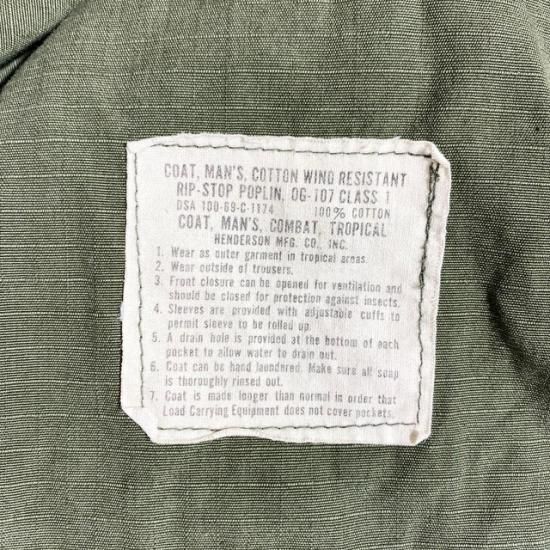 COAT, MAN'S, COTTON WIND RESISTANT
RIP-STOP POPLIN, OG-107 CLASS 1
DSA 100-69-C-1174 100% COTTON
COAT, MAN'S, COMBAT, TROPICAL
HENDERSON MFG. CO., INC.
1. Wear as outer garment in tropical areas.
2. Wear outside of trousers.
3. Front closure can be opened for ventilation and
should be closed for protection against insects.
4. Sleeves are provided with adjustable cuffs to
permit sleeve to be rolled up.
5. A drain hole is provided at the bottom of each
pocket to allow water to drain out.
6. Coat can be hand laundered. Make sure all soap
is thoroughly rinsed out.
7. Coat is made longer than normal in order that
Load Carrying Equipment does not cover pockets.